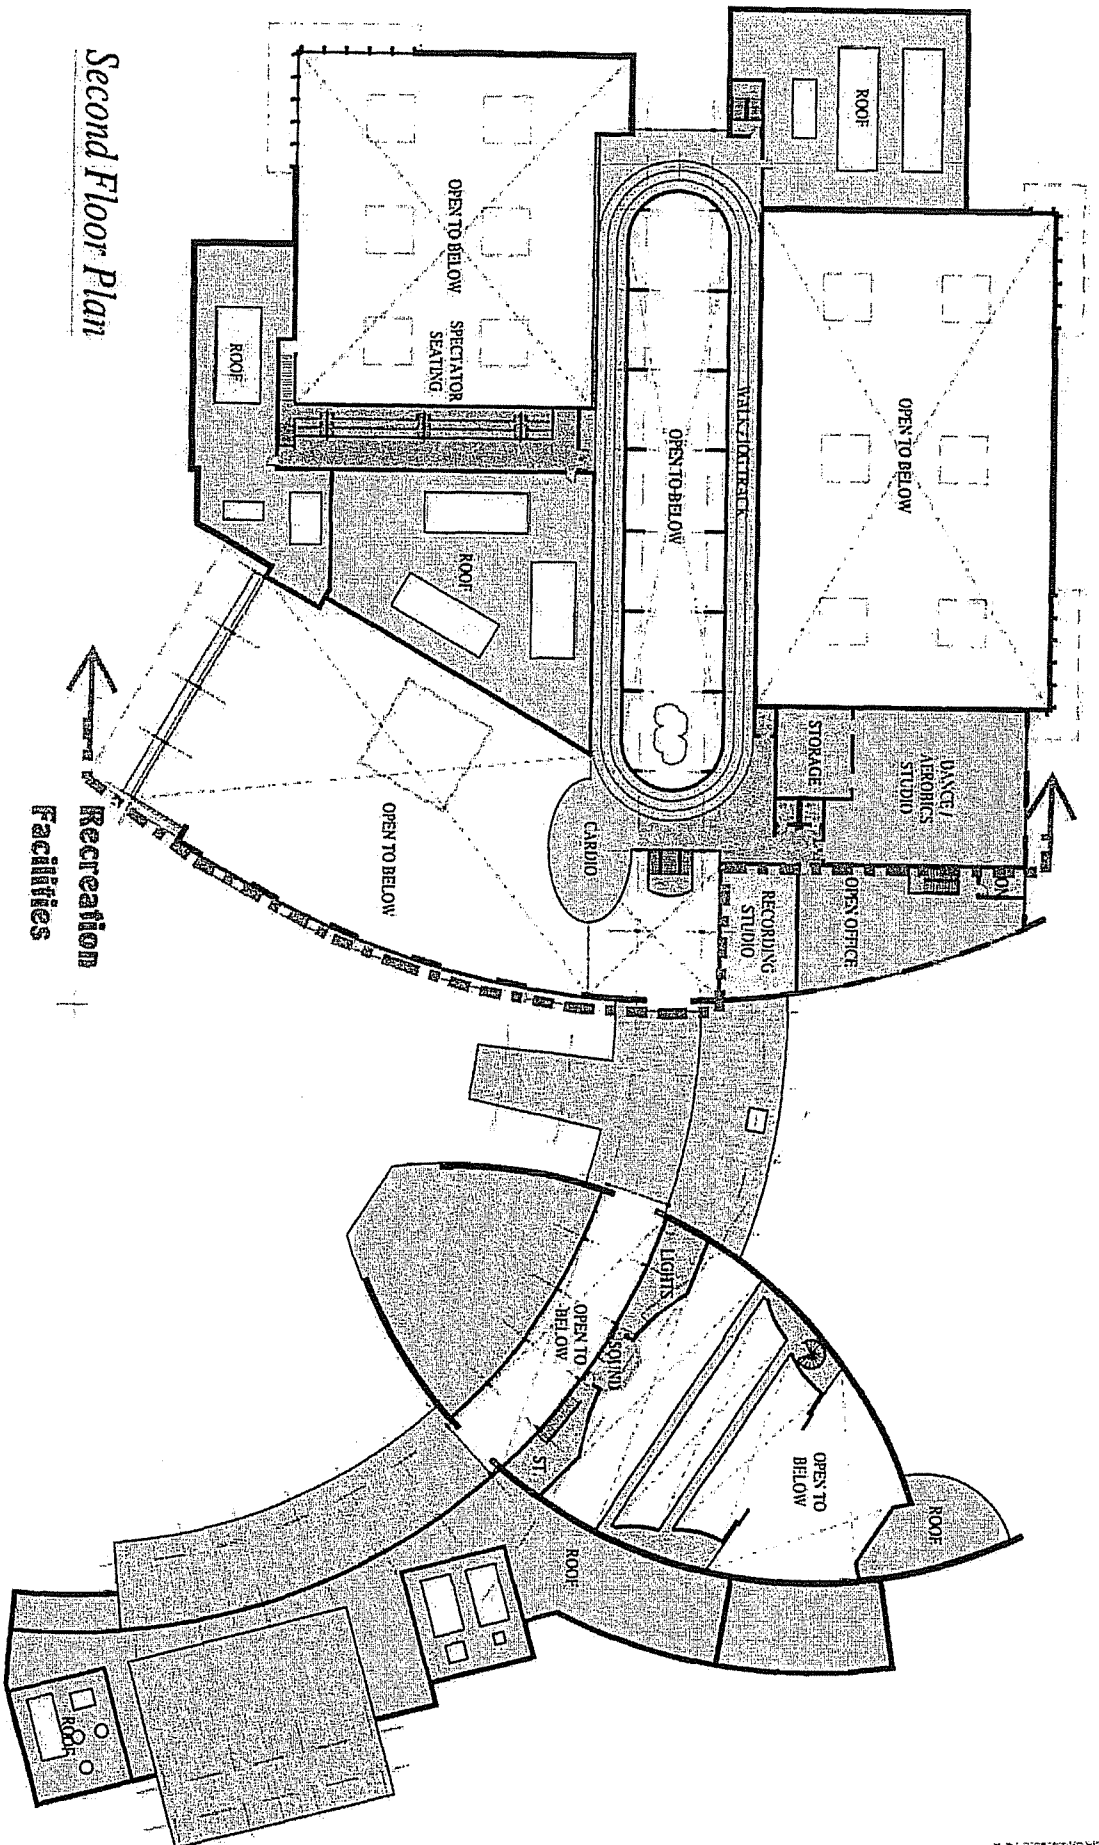 Second Floor Plan
ROOF
OPEN TO BELOW
SPECTATOR
SEATING
ROOF
OPEN TO BELOW
WALK / JOG TRACK
OPEN TO BELOW
ROOF
STORAGE
DANCE /
AEROBICS
STUDIO
CARDIO
OPEN TO BELOW
RECORDING
STUDIO
OPEN OFFICE
Recreation
Facilities
LIGHTS
SOUND
OPEN TO
BELOW
ST.
OPEN TO
BELOW
ROOF
ROOF
ROOF